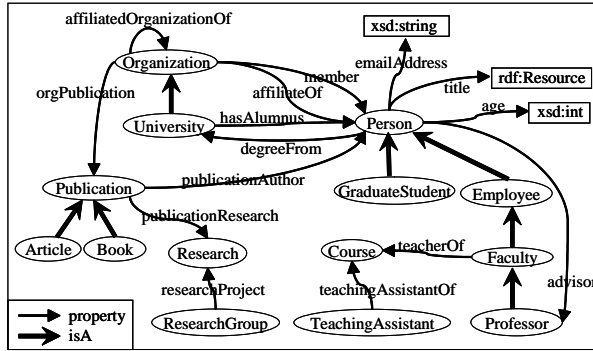 affiliatedOrganizationOf
xsd:string
Organization
member
emailAddress
rdf:Resource
title
orgPublication
affiliateOf
age
xsd:int
University
hasAlumnus
Person
degreeFrom
Publication
publicationAuthor
GraduateStudent
Employee
publicationResearch
Article
Book
Research
Course
teacherOf
Faculty
advisor
researchProject
teachingAssistantOf
property
isA
ResearchGroup
TeachingAssistant
Professor